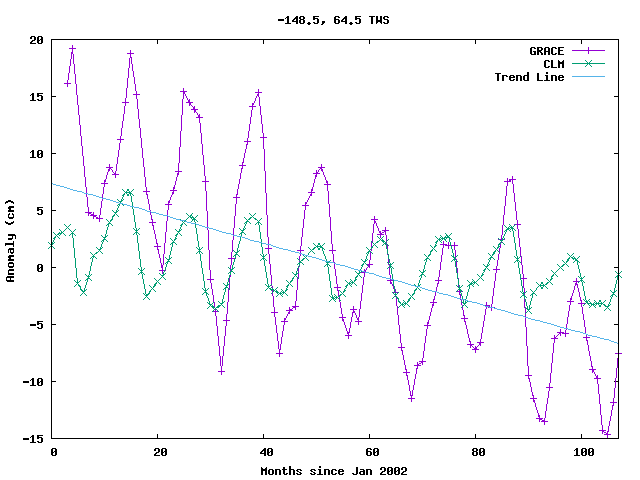 -148.5, 64.5 TWS
GRACE
CLM
Trend Line
20
15
10
5
0
-5
-10
-15
Anomaly (cm)
0 20 40 60 80 100
Months since Jan 2002